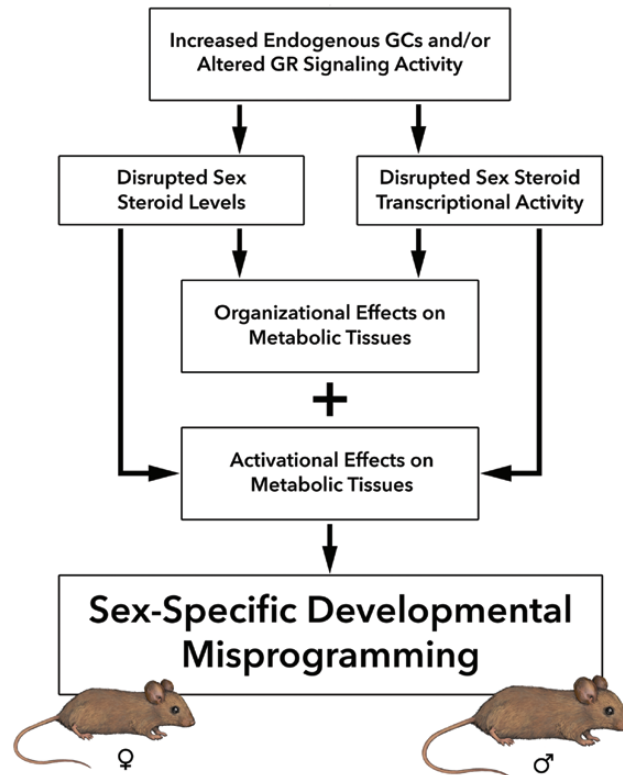 Increased Endogenous GCs and/or
Altered GR Signaling Activity
Disrupted Sex
Steroid Levels
Disrupted Sex Steroid
Transcriptional Activity
Organizational Effects on
Metabolic Tissues
+
Activational Effects on
Metabolic Tissues
Sex-Specific Developmental
Misprogramming
♀
♂